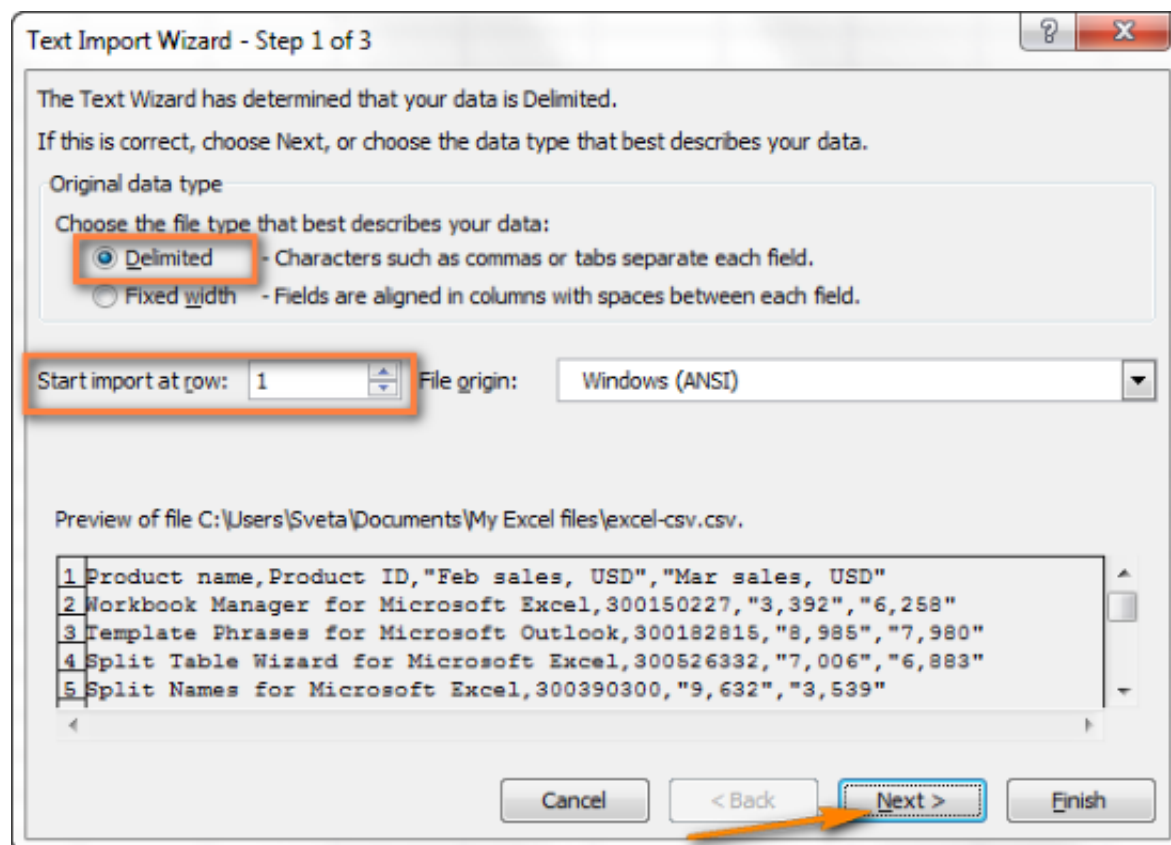 Text Import Wizard - Step 1 of 3
The Text Wizard has determined that your data is Delimited.
If this is correct, choose Next, or choose the data type that best describes your data.
Original data type
Choose the file type that best describes your data:
Delimited - Characters such as commas or tabs separate each field.
Fixed width - Fields are aligned in columns with spaces between each field.
Start import at row: 1 File origin: Windows (ANSI)
Preview of file C:\Users\Sveta\Documents\My Excel files\excel-csv.csv.
1 Product name,Product ID,"Feb sales, USD","Mar sales, USD"
2 Workbook Manager for Microsoft Excel,300150227,"3,392","6,258"
3 Template Phrases for Microsoft Outlook,300182815,"8,985","7,980"
4 Split Table Wizard for Microsoft Excel,300526332,"7,006","6,883"
5 Split Names for Microsoft Excel,300390300,"9,632","3,539"
Cancel < Back Next > Finish